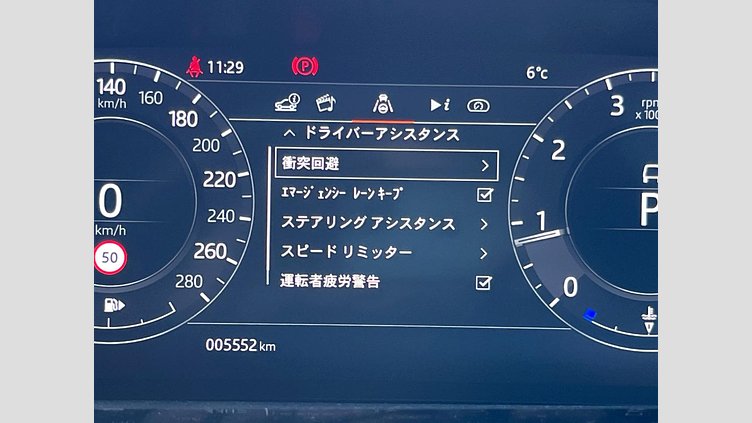 11:29
P
6°c
140
km/h
160
180
200
220
240
260
280
0
km/h
50
i
ドライバーアシスタンス
衝突回避
ｴﾏｰｼﾞｪﾝｼｰ ﾚｰﾝｷｰﾌﾟ
ステアリング アシスタンス
スピード リミッター
運転者疲労警告
005552 km
3
rpm
x 100
2
1
0
P